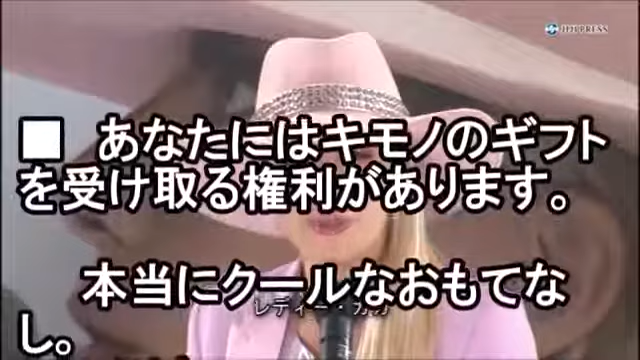 JIJI PRESS
■ あなたにはキモノのギフト
を受け取る権利があります。
本当にクールなおもてな
し。
レディー・ガガ